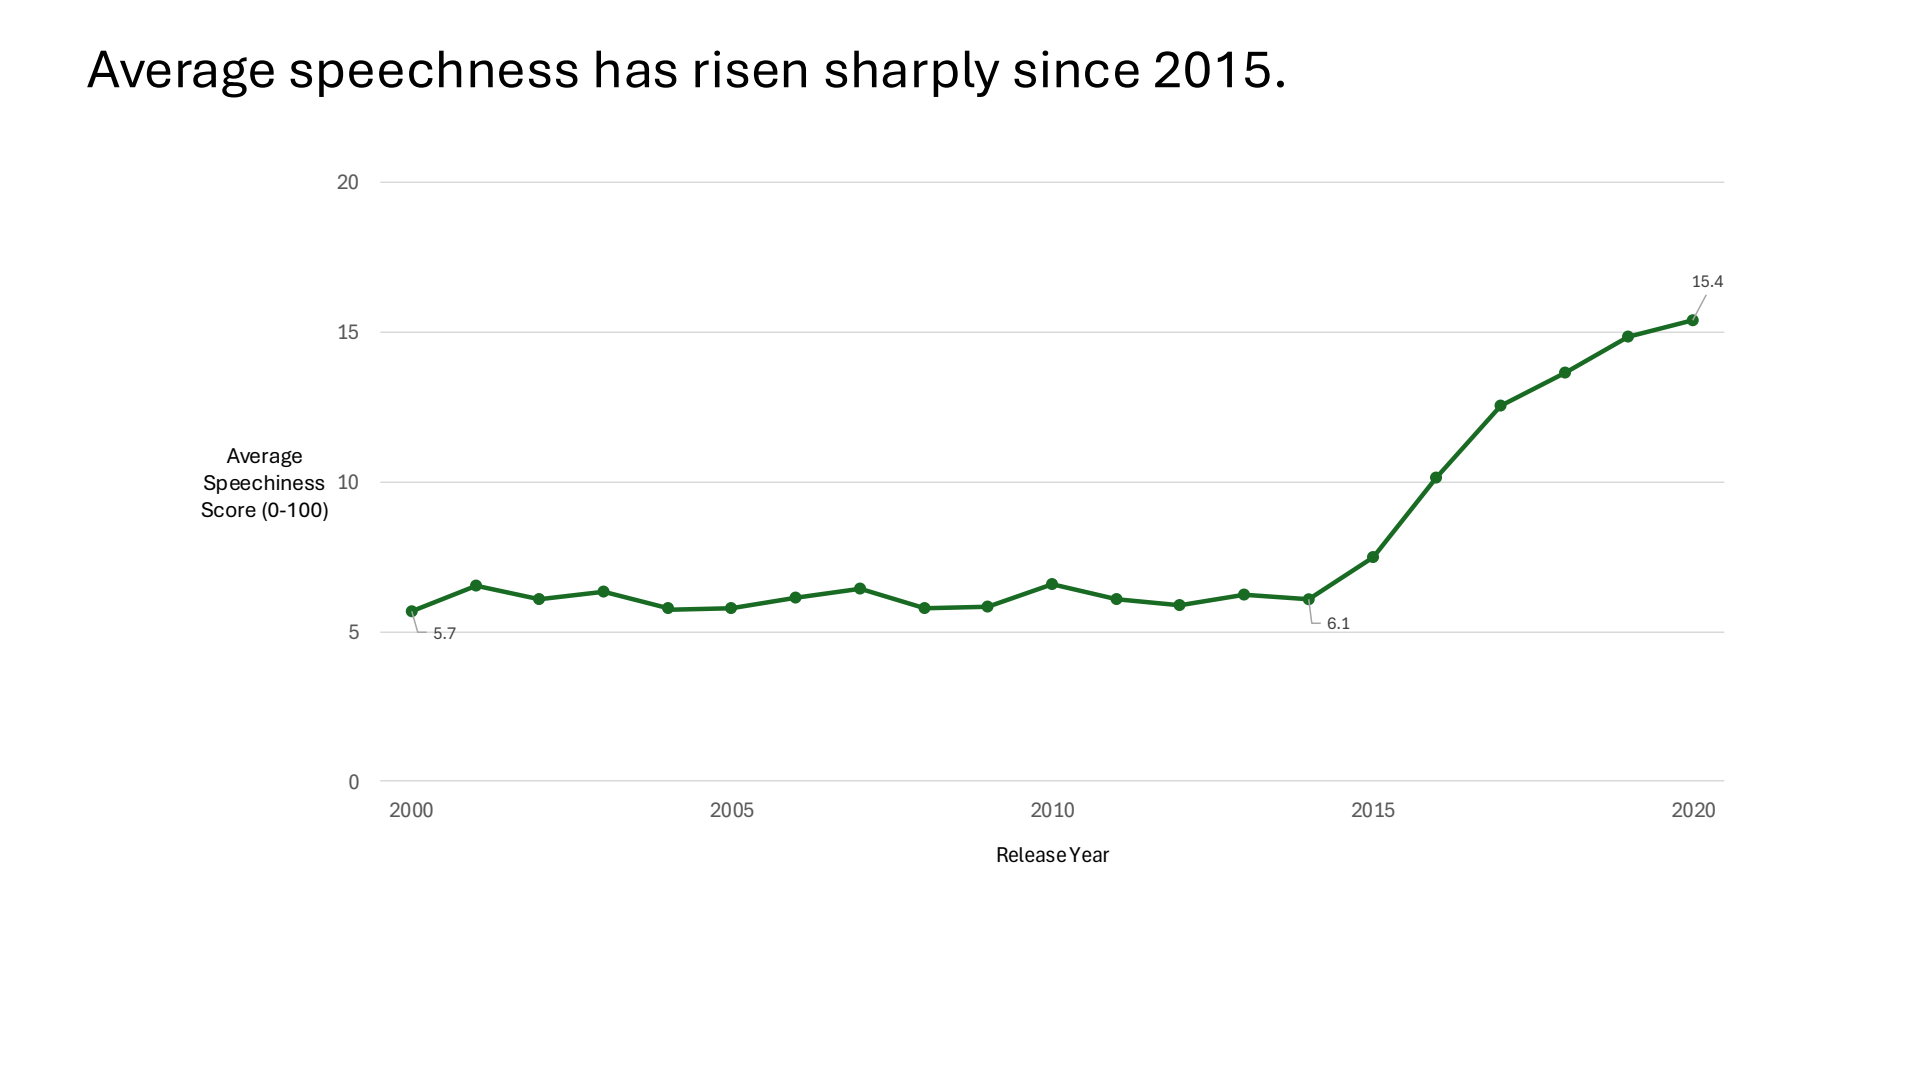 Average speechness has risen sharply since 2015.
20
15.4
15
Average
Speechiness
Score (0-100)
10
5
5.7
6.1
0
2000
2005
2010
2015
2020
Release Year